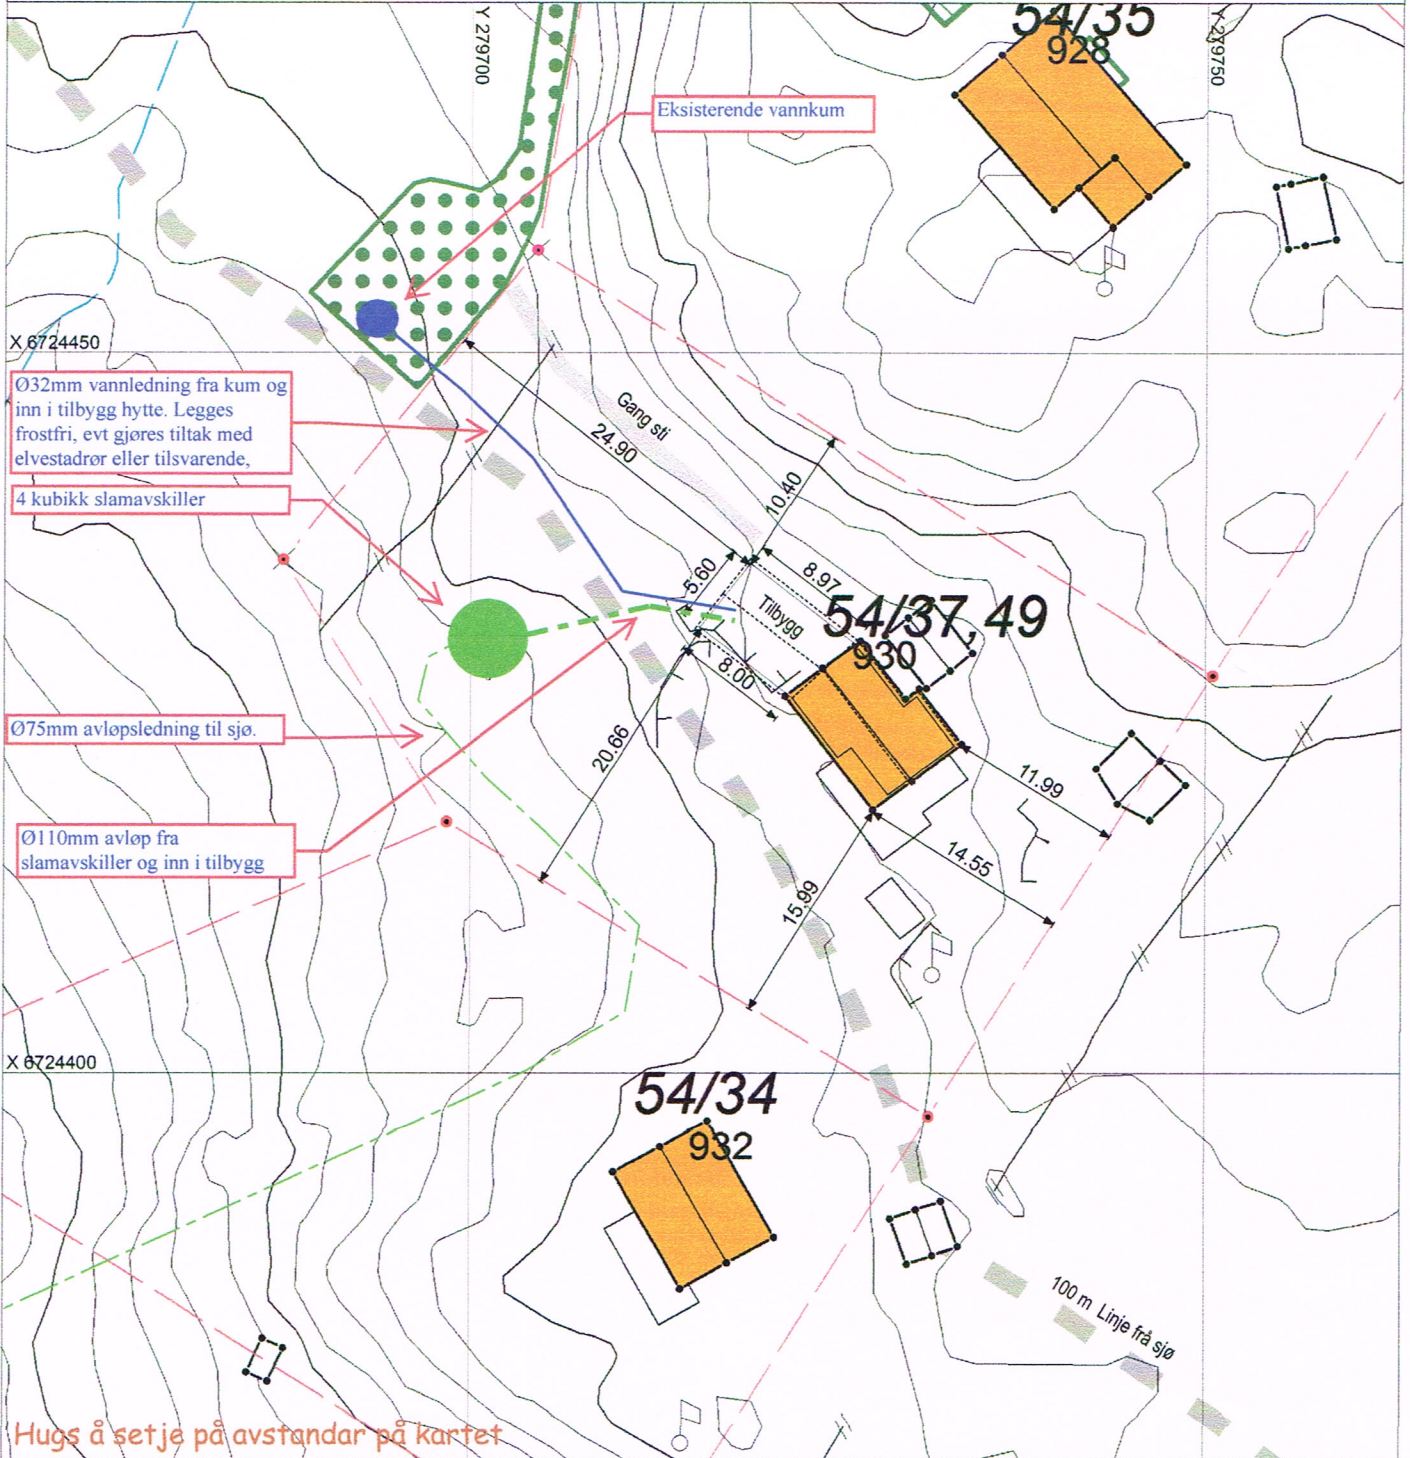 54/35
928
Y 279700
Y 279750
Eksisterende vannkum
X 6724450
Ø32mm vannledning fra kum og
inn i tilbygg hytte. Legges
frostfri, evt gjøres tiltak med
elvestadrør eller tilsvarende,
Gang sti
24.90
10.40
4 kubikk slamavskiller
5.60
8.97
Tilbygg
54/37,49
930
8.00
Ø75mm avløpsledning til sjø.
20.66
11.99
Ø110mm avløp fra
slamavskiller og inn i tilbygg
14.55
15.99
X 6724400
54/34
932
100 m Linje frå sjø
Hugs å setje på avstandar på kartet